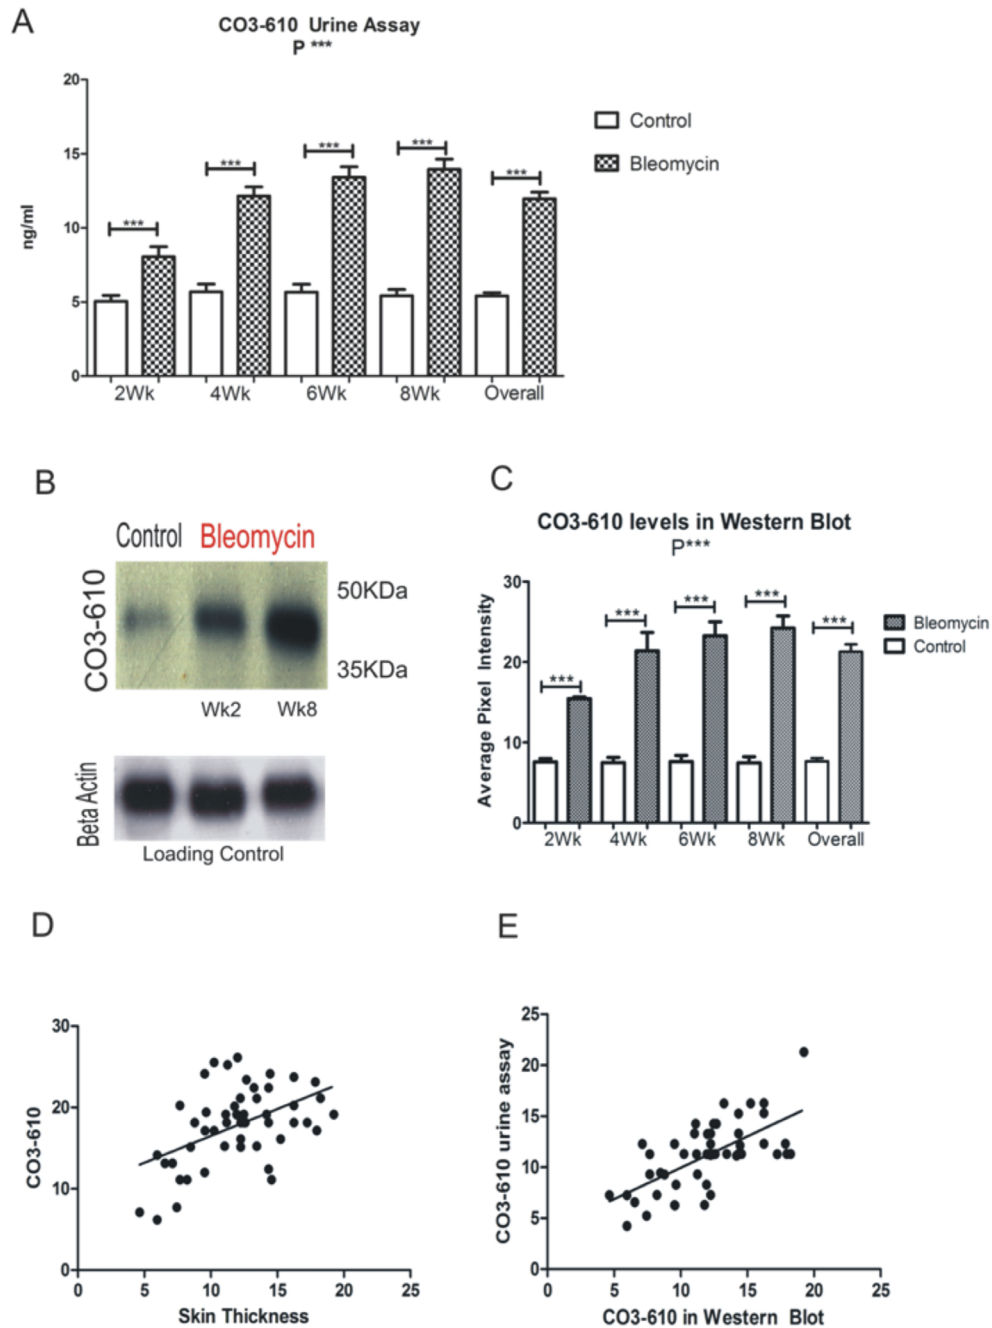 A
CO3-610 Urine Assay
P ***
20
15
10
5
0
ng/ml
***
***
***
***
***
2Wk
4Wk
6Wk
8Wk
Overall
Control
Bleomycin
B
Control Bleomycin
CO3-610
50KDa
35KDa
Wk2 Wk8
Beta Actin
Loading Control
C
CO3-610 levels in Western Blot
P***
30
20
10
0
Average Pixel Intensity
***
***
***
***
***
2Wk
4Wk
6Wk
8Wk
Overall
Bleomycin
Control
D
30
20
10
0
CO3-610
0 5 10 15 20 25
Skin Thickness
E
25
20
15
10
5
0
CO3-610 urine assay
0 5 10 15 20 25
CO3-610 in Western Blot